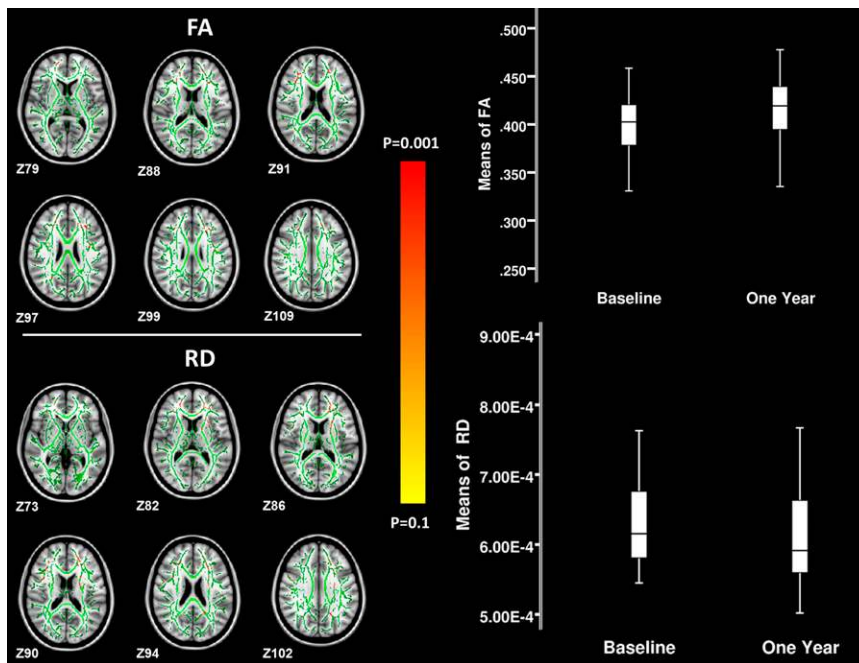 FA
Z79
Z88
Z91
Z97
Z99
Z109
RD
Z73
Z82
Z86
Z90
Z94
Z102
P=0.001
P=0.1
Means of FA
.500
.450
.400
.350
.300
.250
Baseline
One Year
Means of RD
9.00E-4
8.00E-4
7.00E-4
6.00E-4
5.00E-4
Baseline
One Year